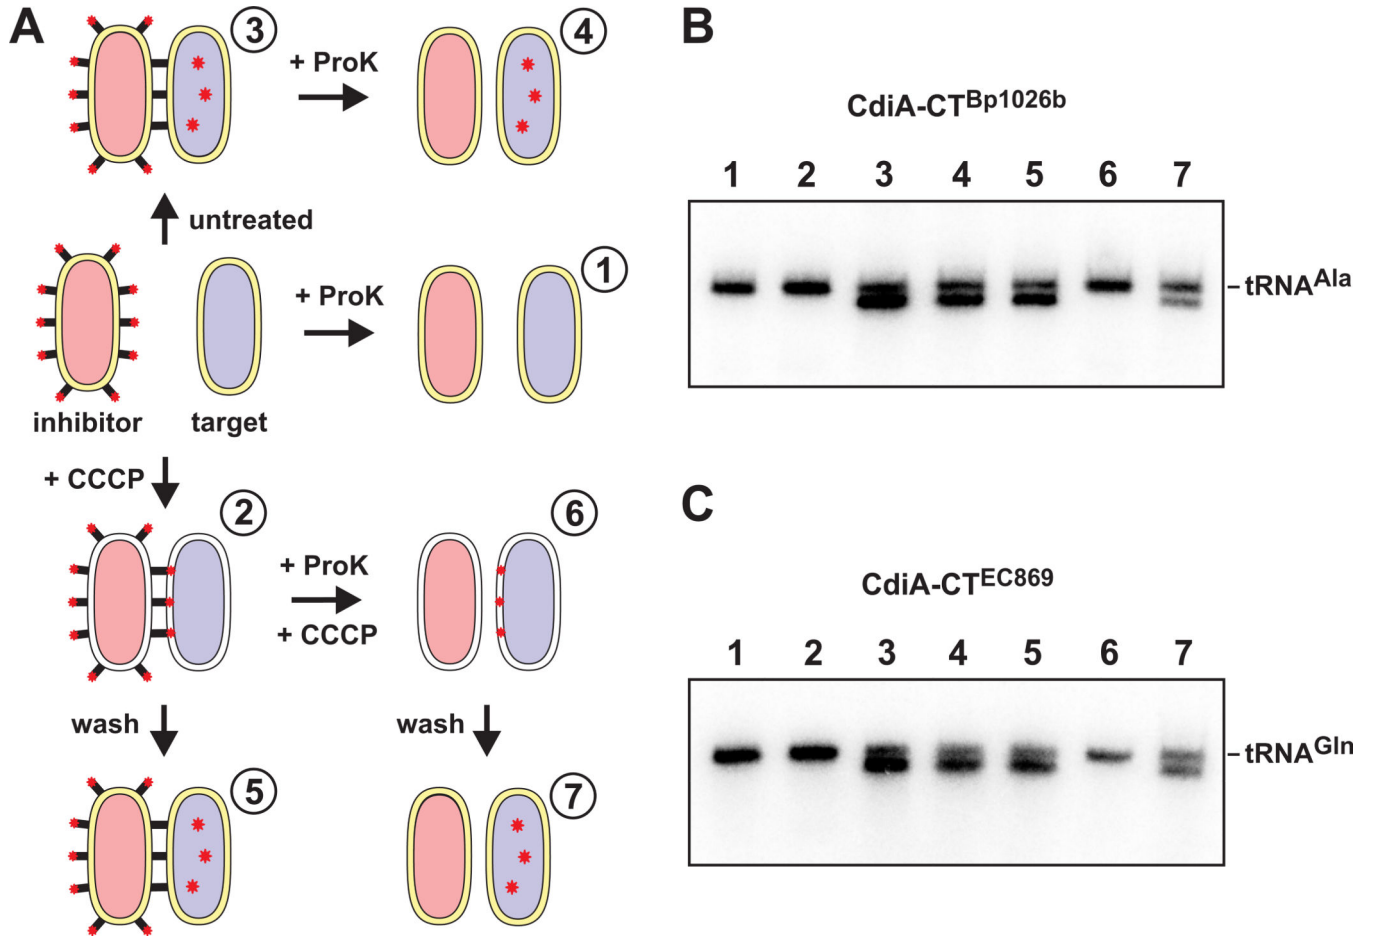 A
3
4
+ ProK
untreated
1
+ ProK
inhibitor
target
+ CCCP
2
6
+ ProK
+ CCCP
wash
wash
5
7
B
CdiA-CT^Bp1026b
1 2 3 4 5 6 7
–tRNA^Ala
C
CdiA-CT^EC869
1 2 3 4 5 6 7
–tRNA^Gln